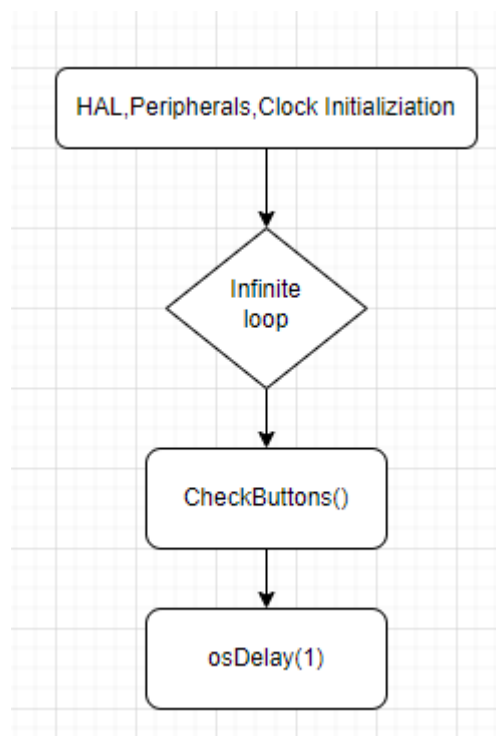 HAL,Peripherals,Clock Initializiation
Infinite
loop
CheckButtons()
osDelay(1)